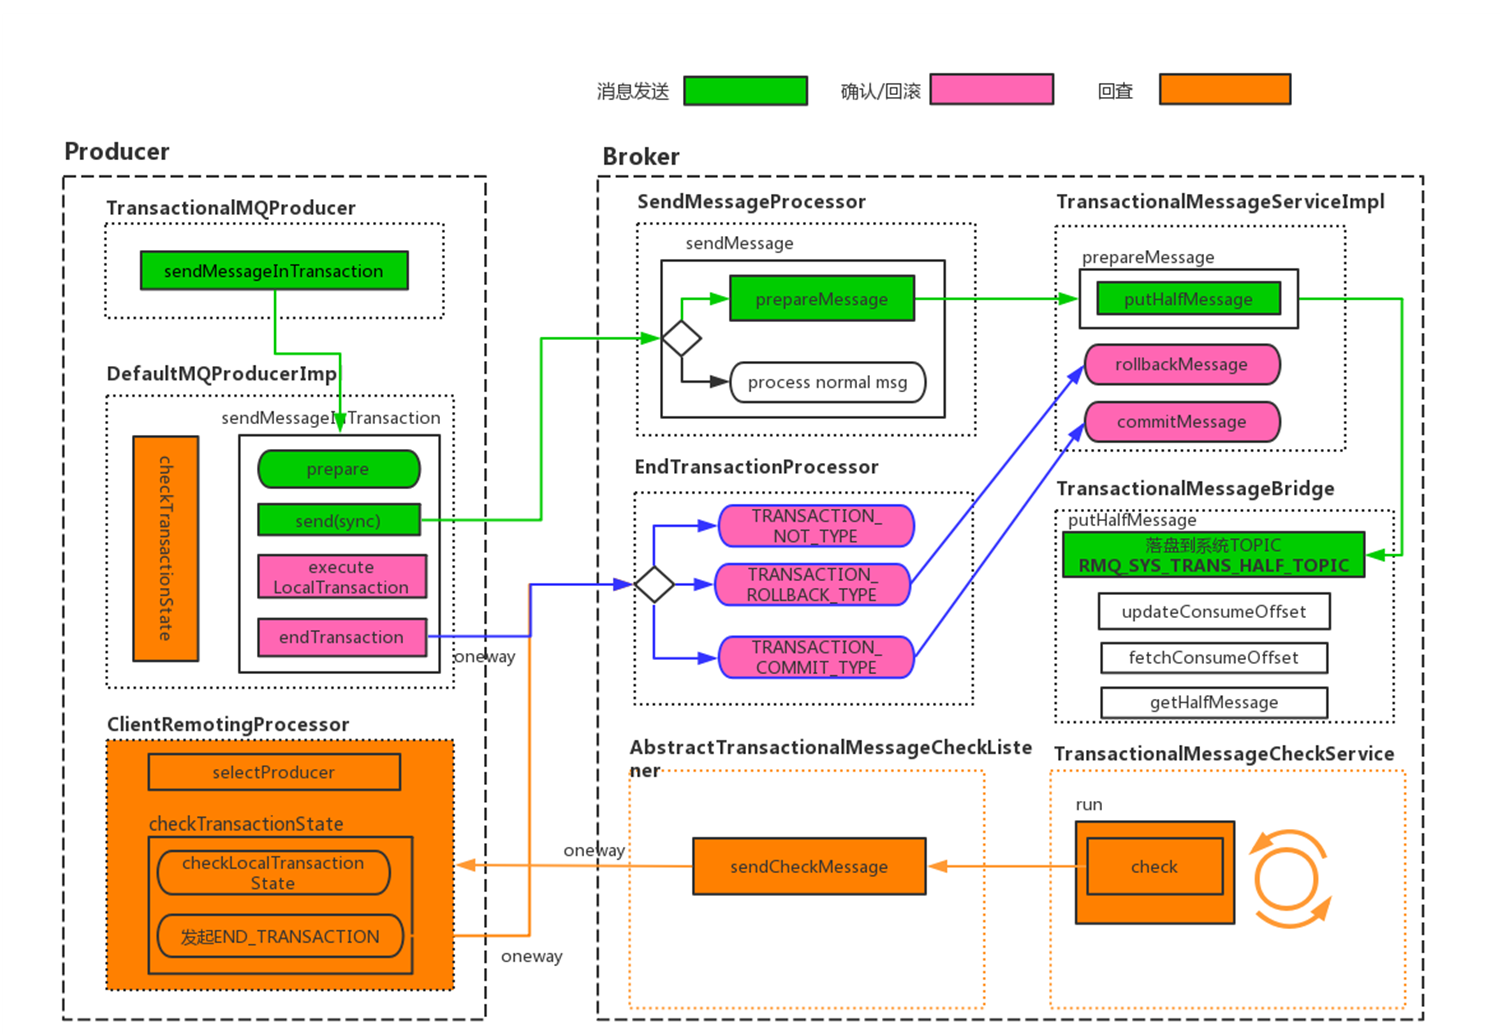 消息发送
确认/回滚
回查
Producer
Broker
TransactionalMQProducer
sendMessageInTransaction
DefaultMQProducerImpl
sendMessageInTransaction
checkTransactionState
prepare
send(sync)
execute
LocalTransaction
endTransaction
oneway
ClientRemotingProcessor
selectProducer
checkTransactionState
checkLocalTransaction
State
发起END_TRANSACTION
oneway
SendMessageProcessor
sendMessage
prepareMessage
process normal msg
EndTransactionProcessor
TRANSACTION_
NOT_TYPE
TRANSACTION_
ROLLBACK_TYPE
TRANSACTION_
COMMIT_TYPE
AbstractTransactionalMessageCheckListe
ner
oneway
sendCheckMessage
TransactionalMessageServiceImpl
prepareMessage
putHalfMessage
rollbackMessage
commitMessage
TransactionalMessageBridge
putHalfMessage
落盘到系统TOPIC
RMQ_SYS_TRANS_HALF_TOPIC
updateConsumeOffset
fetchConsumeOffset
getHalfMessage
TransactionalMessageCheckService
run
check